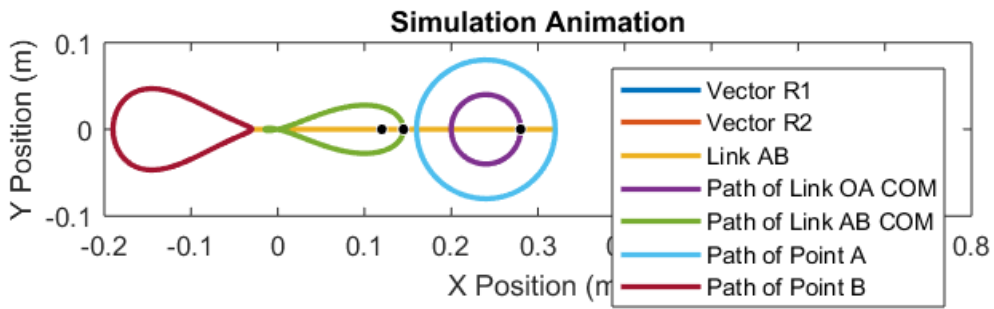 Simulation Animation
Y Position (m)
0.1
0
-0.1
-0.2 -0.1 0 0.1 0.2 0.3 0.8
X Position (m
Vector R1
Vector R2
Link AB
Path of Link OA COM
Path of Link AB COM
Path of Point A
Path of Point B